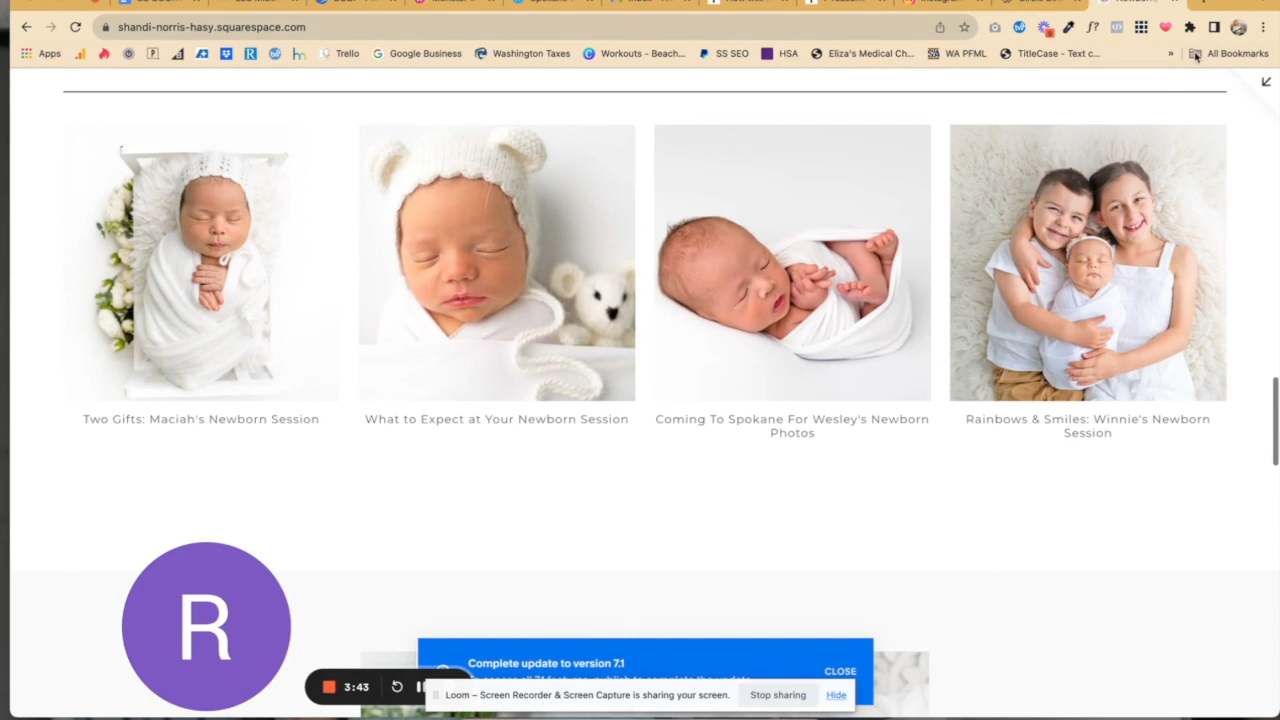 shandi-norris-hasy.squarespace.com
Apps Trello Google Business Washington Taxes Workouts - Beach... SS SEO HSA Eliza's Medical Ch... WA PFML TitleCase - Text c... » All Bookmarks
Two Gifts: Maciah's Newborn Session
What to Expect at Your Newborn Session
Coming To Spokane For Wesley's Newborn
Photos
Rainbows & Smiles: Winnie's Newborn
Session
R
Complete update to version 7.1
CLOSE
3:43
Loom – Screen Recorder & Screen Capture is sharing your screen. Stop sharing Hide